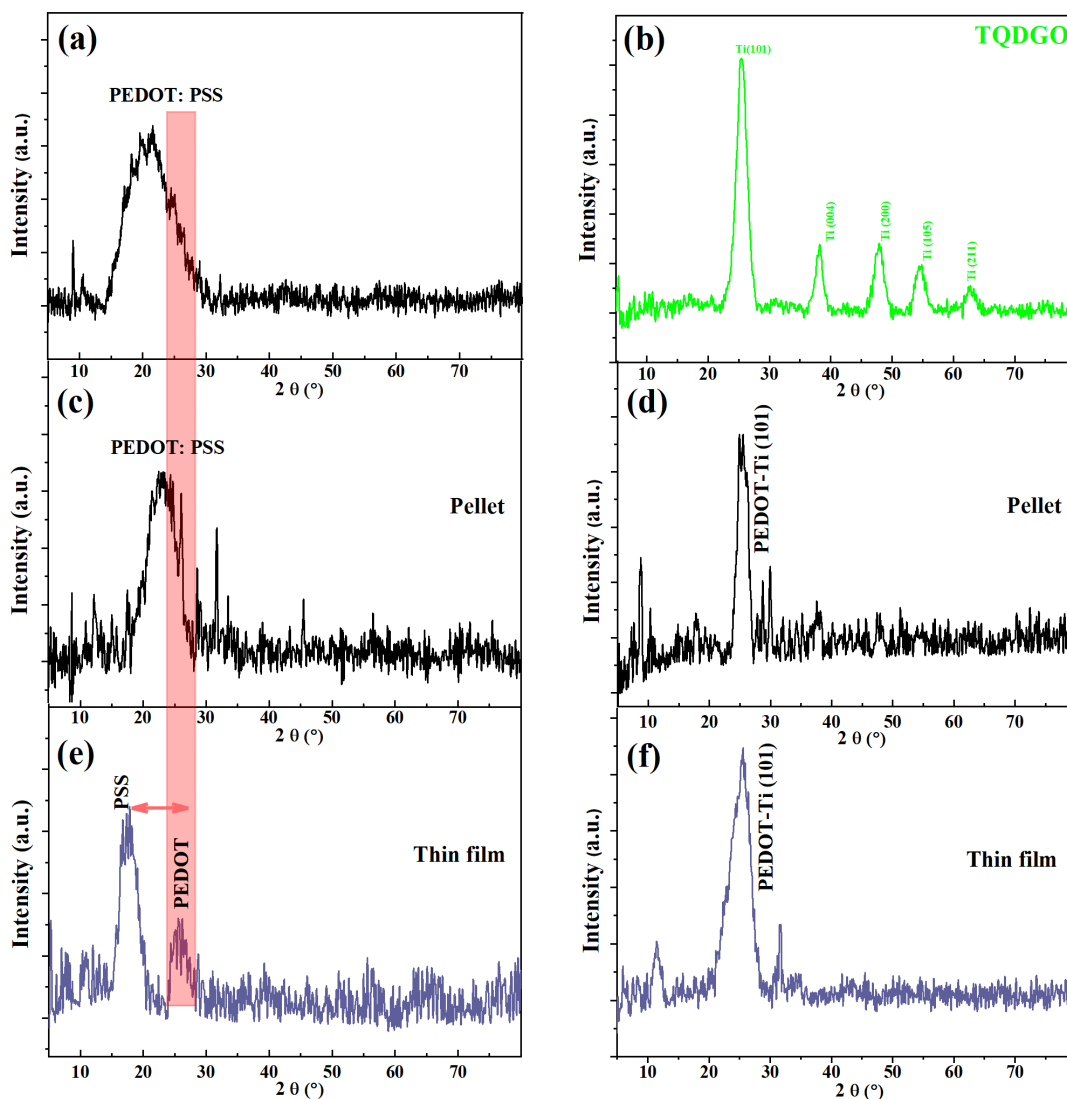 (a)
PEDOT: PSS
Intensity (a.u.)
10 20 30 40 50 60 70
2 θ (°)
(b)
TQDGO
Ti(101)
Ti (004)
Ti (200)
Ti (105)
Ti (211)
Intensity (a.u.)
10 20 30 40 50 60 70
2 θ (°)
(c)
PEDOT: PSS
Pellet
Intensity (a.u.)
10 20 30 40 50 60 70
2 θ (°)
(d)
PEDOT-Ti (101)
Pellet
Intensity (a.u.)
10 20 30 40 50 60 70
2 θ (°)
(e)
PSS
PEDOT
Thin film
Intensity (a.u.)
10 20 30 40 50 60 70
2 θ (°)
(f)
PEDOT-Ti (101)
Thin film
Intensity (a.u.)
10 20 30 40 50 60 70
2 θ (°)